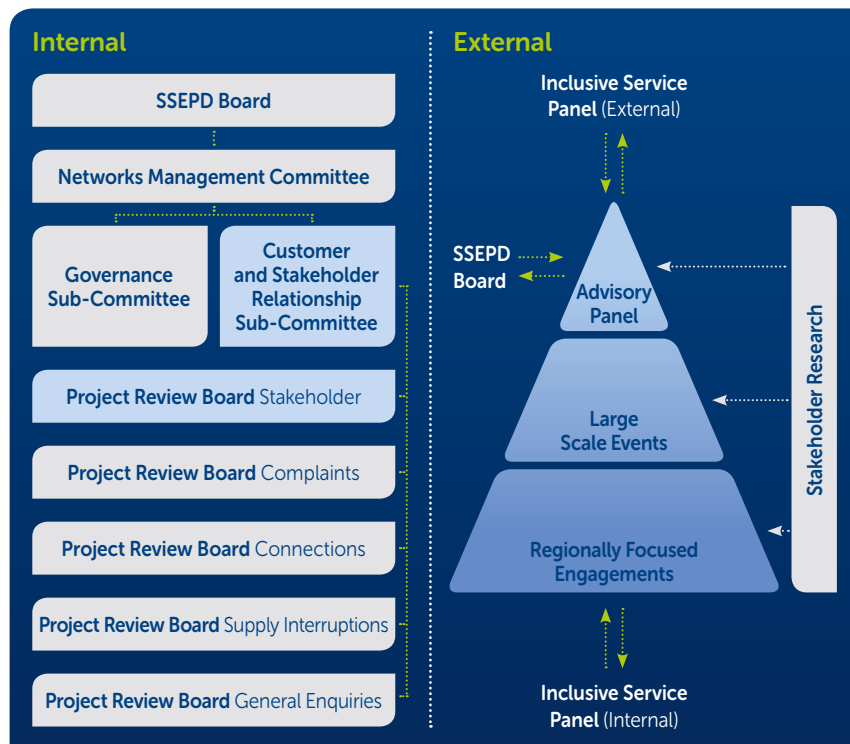 Internal
SSEPD Board
Networks Management Committee
Governance
Sub-Committee
Customer
and Stakeholder
Relationship
Sub-Committee
Project Review Board Stakeholder
Project Review Board Complaints
Project Review Board Connections
Project Review Board Supply Interruptions
Project Review Board General Enquiries
External
Inclusive Service
Panel (External)
SSEPD
Board
Advisory
Panel
Large
Scale Events
Regionally Focused
Engagements
Inclusive Service
Panel (Internal)
Stakeholder Research